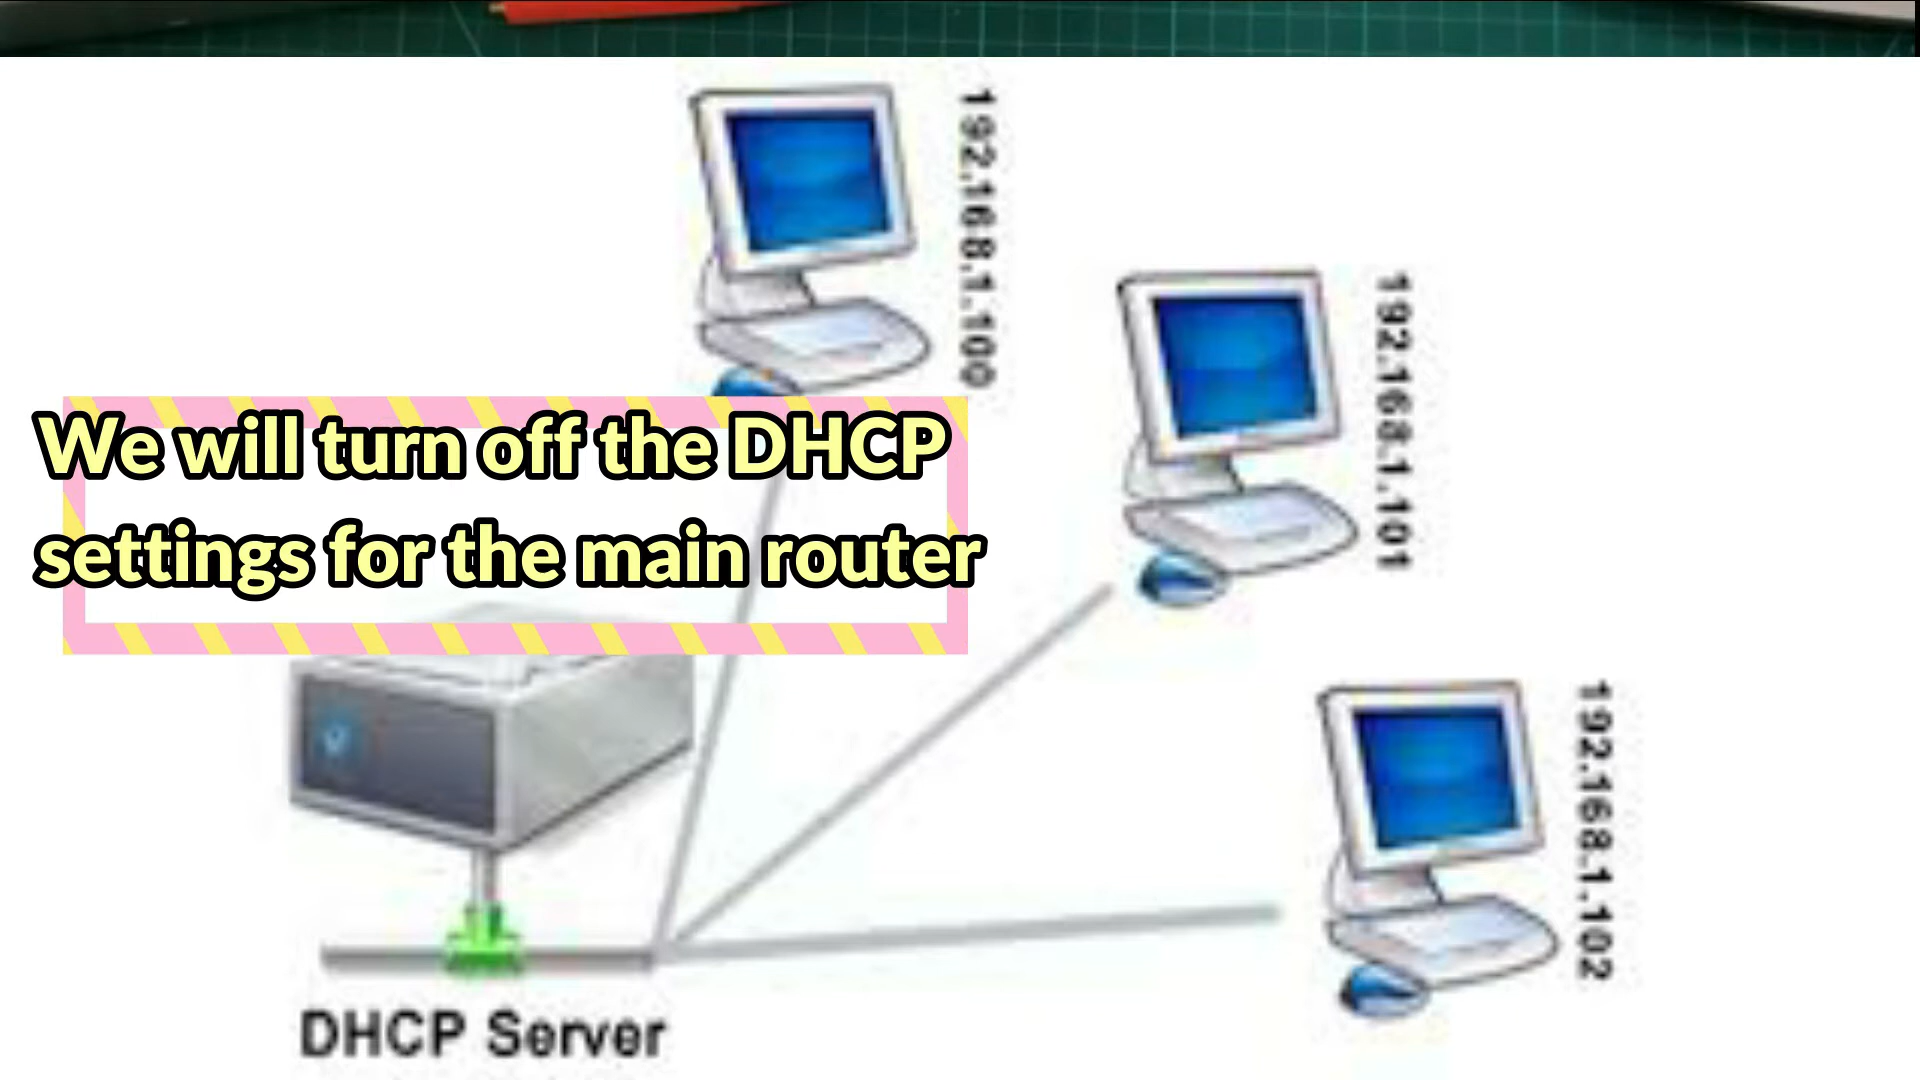 192.168.1.100
192.168.1.101
We will turn off the DHCP
settings for the main router
192.168.1.102
DHCP Server